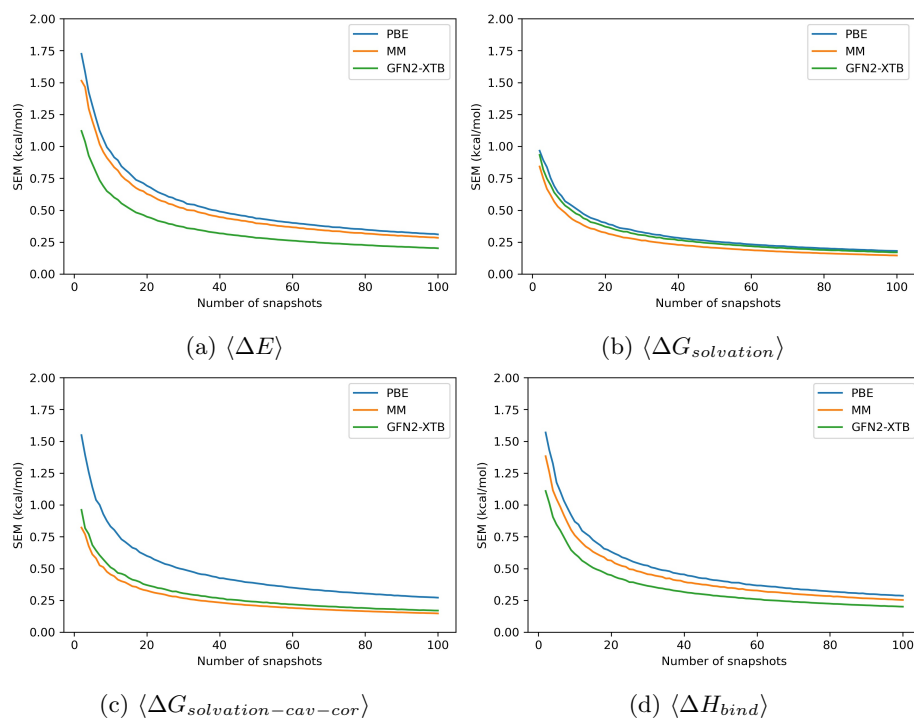 2.00
1.75
1.50
1.25
1.00
0.75
0.50
0.25
0.00
SEM (kcal/mol)
PBE
MM
GFN2-XTB
0 20 40 60 80 100
Number of snapshots
(a) ⟨ΔE⟩
2.00
1.75
1.50
1.25
1.00
0.75
0.50
0.25
0.00
SEM (kcal/mol)
PBE
MM
GFN2-XTB
0 20 40 60 80 100
Number of snapshots
(b) ⟨ΔG_{solvation}⟩
2.00
1.75
1.50
1.25
1.00
0.75
0.50
0.25
0.00
SEM (kcal/mol)
PBE
MM
GFN2-XTB
0 20 40 60 80 100
Number of snapshots
(c) ⟨ΔG_{solvation−cav−cor}⟩
2.00
1.75
1.50
1.25
1.00
0.75
0.50
0.25
0.00
SEM (kcal/mol)
PBE
MM
GFN2-XTB
0 20 40 60 80 100
Number of snapshots
(d) ⟨ΔH_{bind}⟩